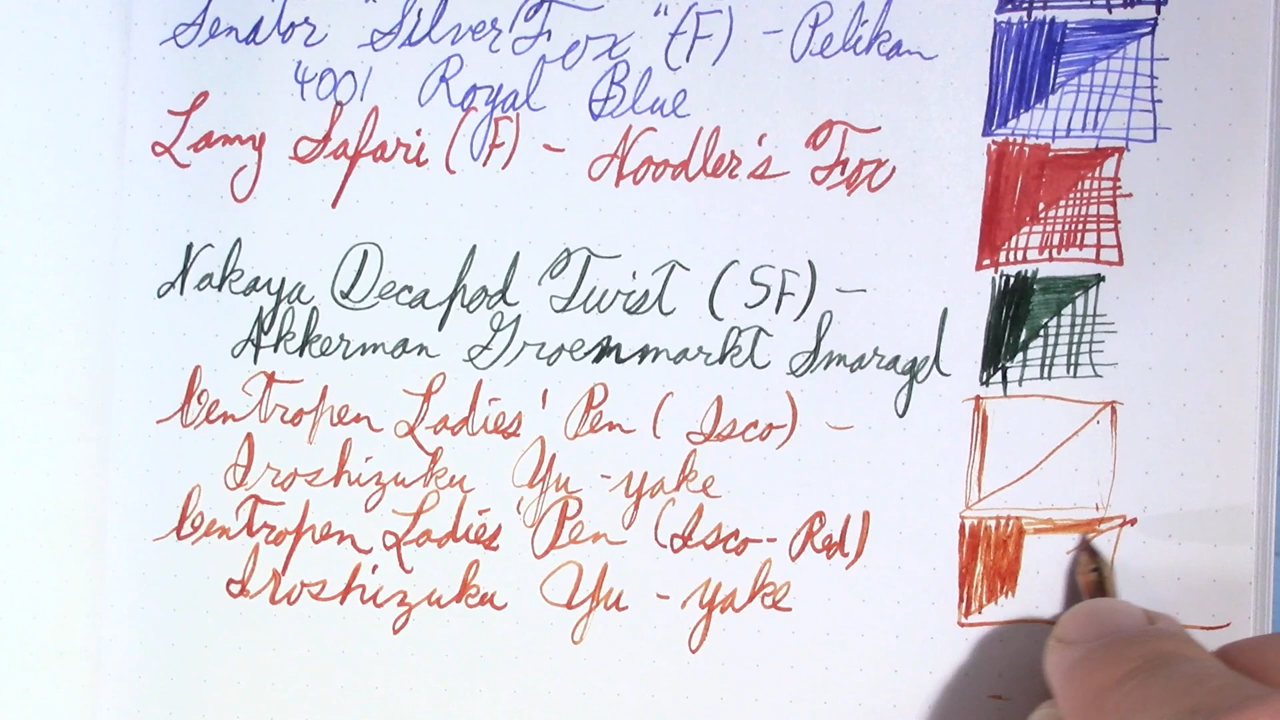 Senator "Silver Fox" (F) - Pelikan
4001 Royal Blue
Lamy Safari (F) - Noodler's Fox
Nakaya Decapod Twist (SF) -
Akkerman Groenmarkt Smaragd
Centropen Ladies' Pen (Isco) -
Iroshizuku Yu-yake
Centropen Ladies' Pen (Isco-Red)
Iroshizuku Yu-yake